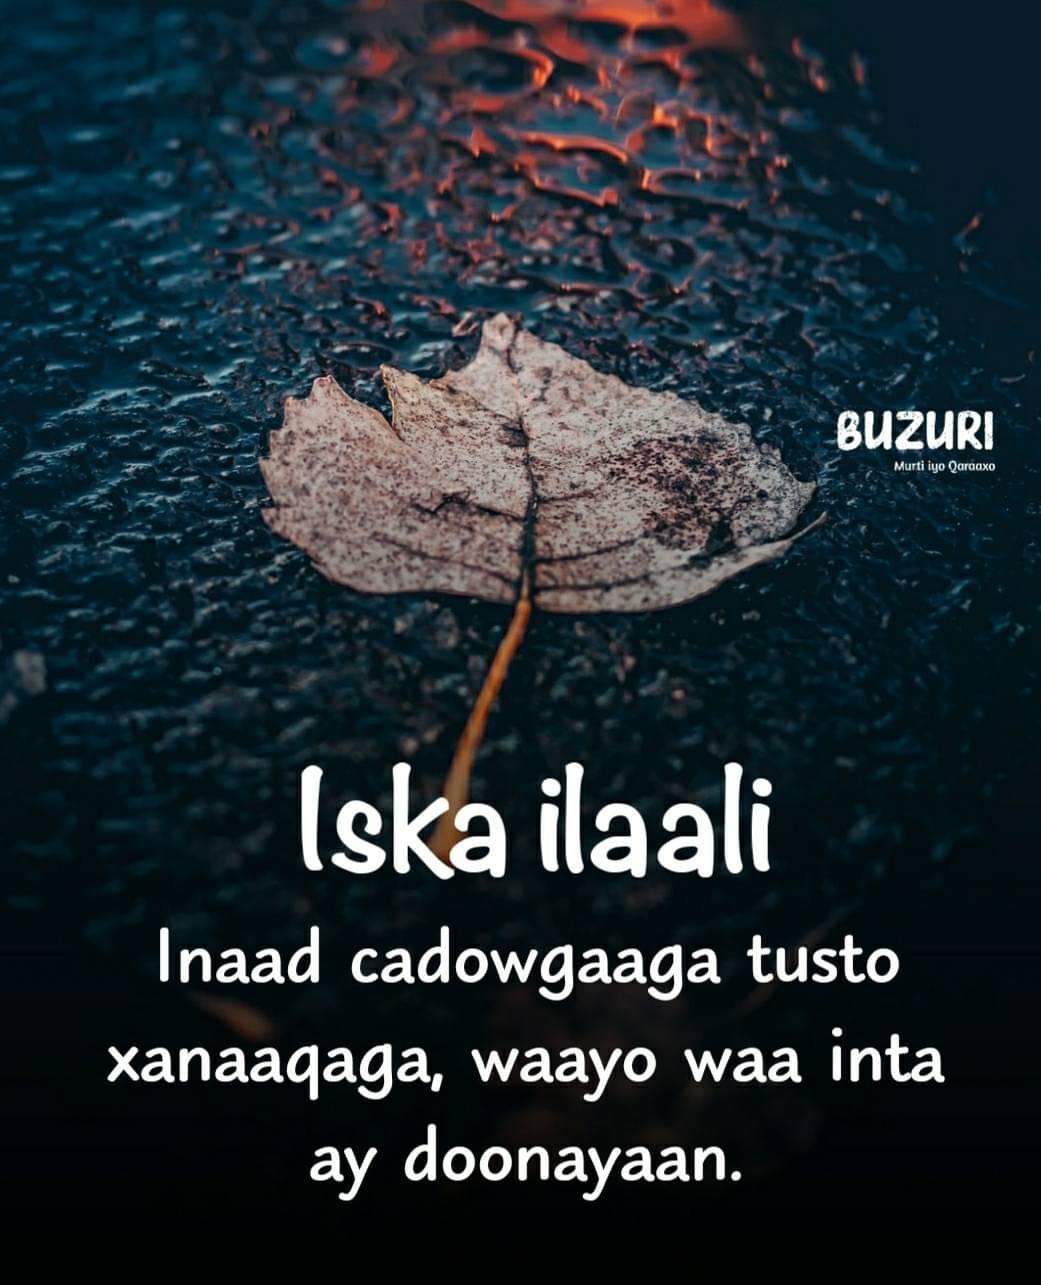 BUZURI
Murti iyo Qaraaxo
Iska ilaali
Inaad cadowgaaga tusto
xanaaqaga, waayo waa inta
ay doonayaan.